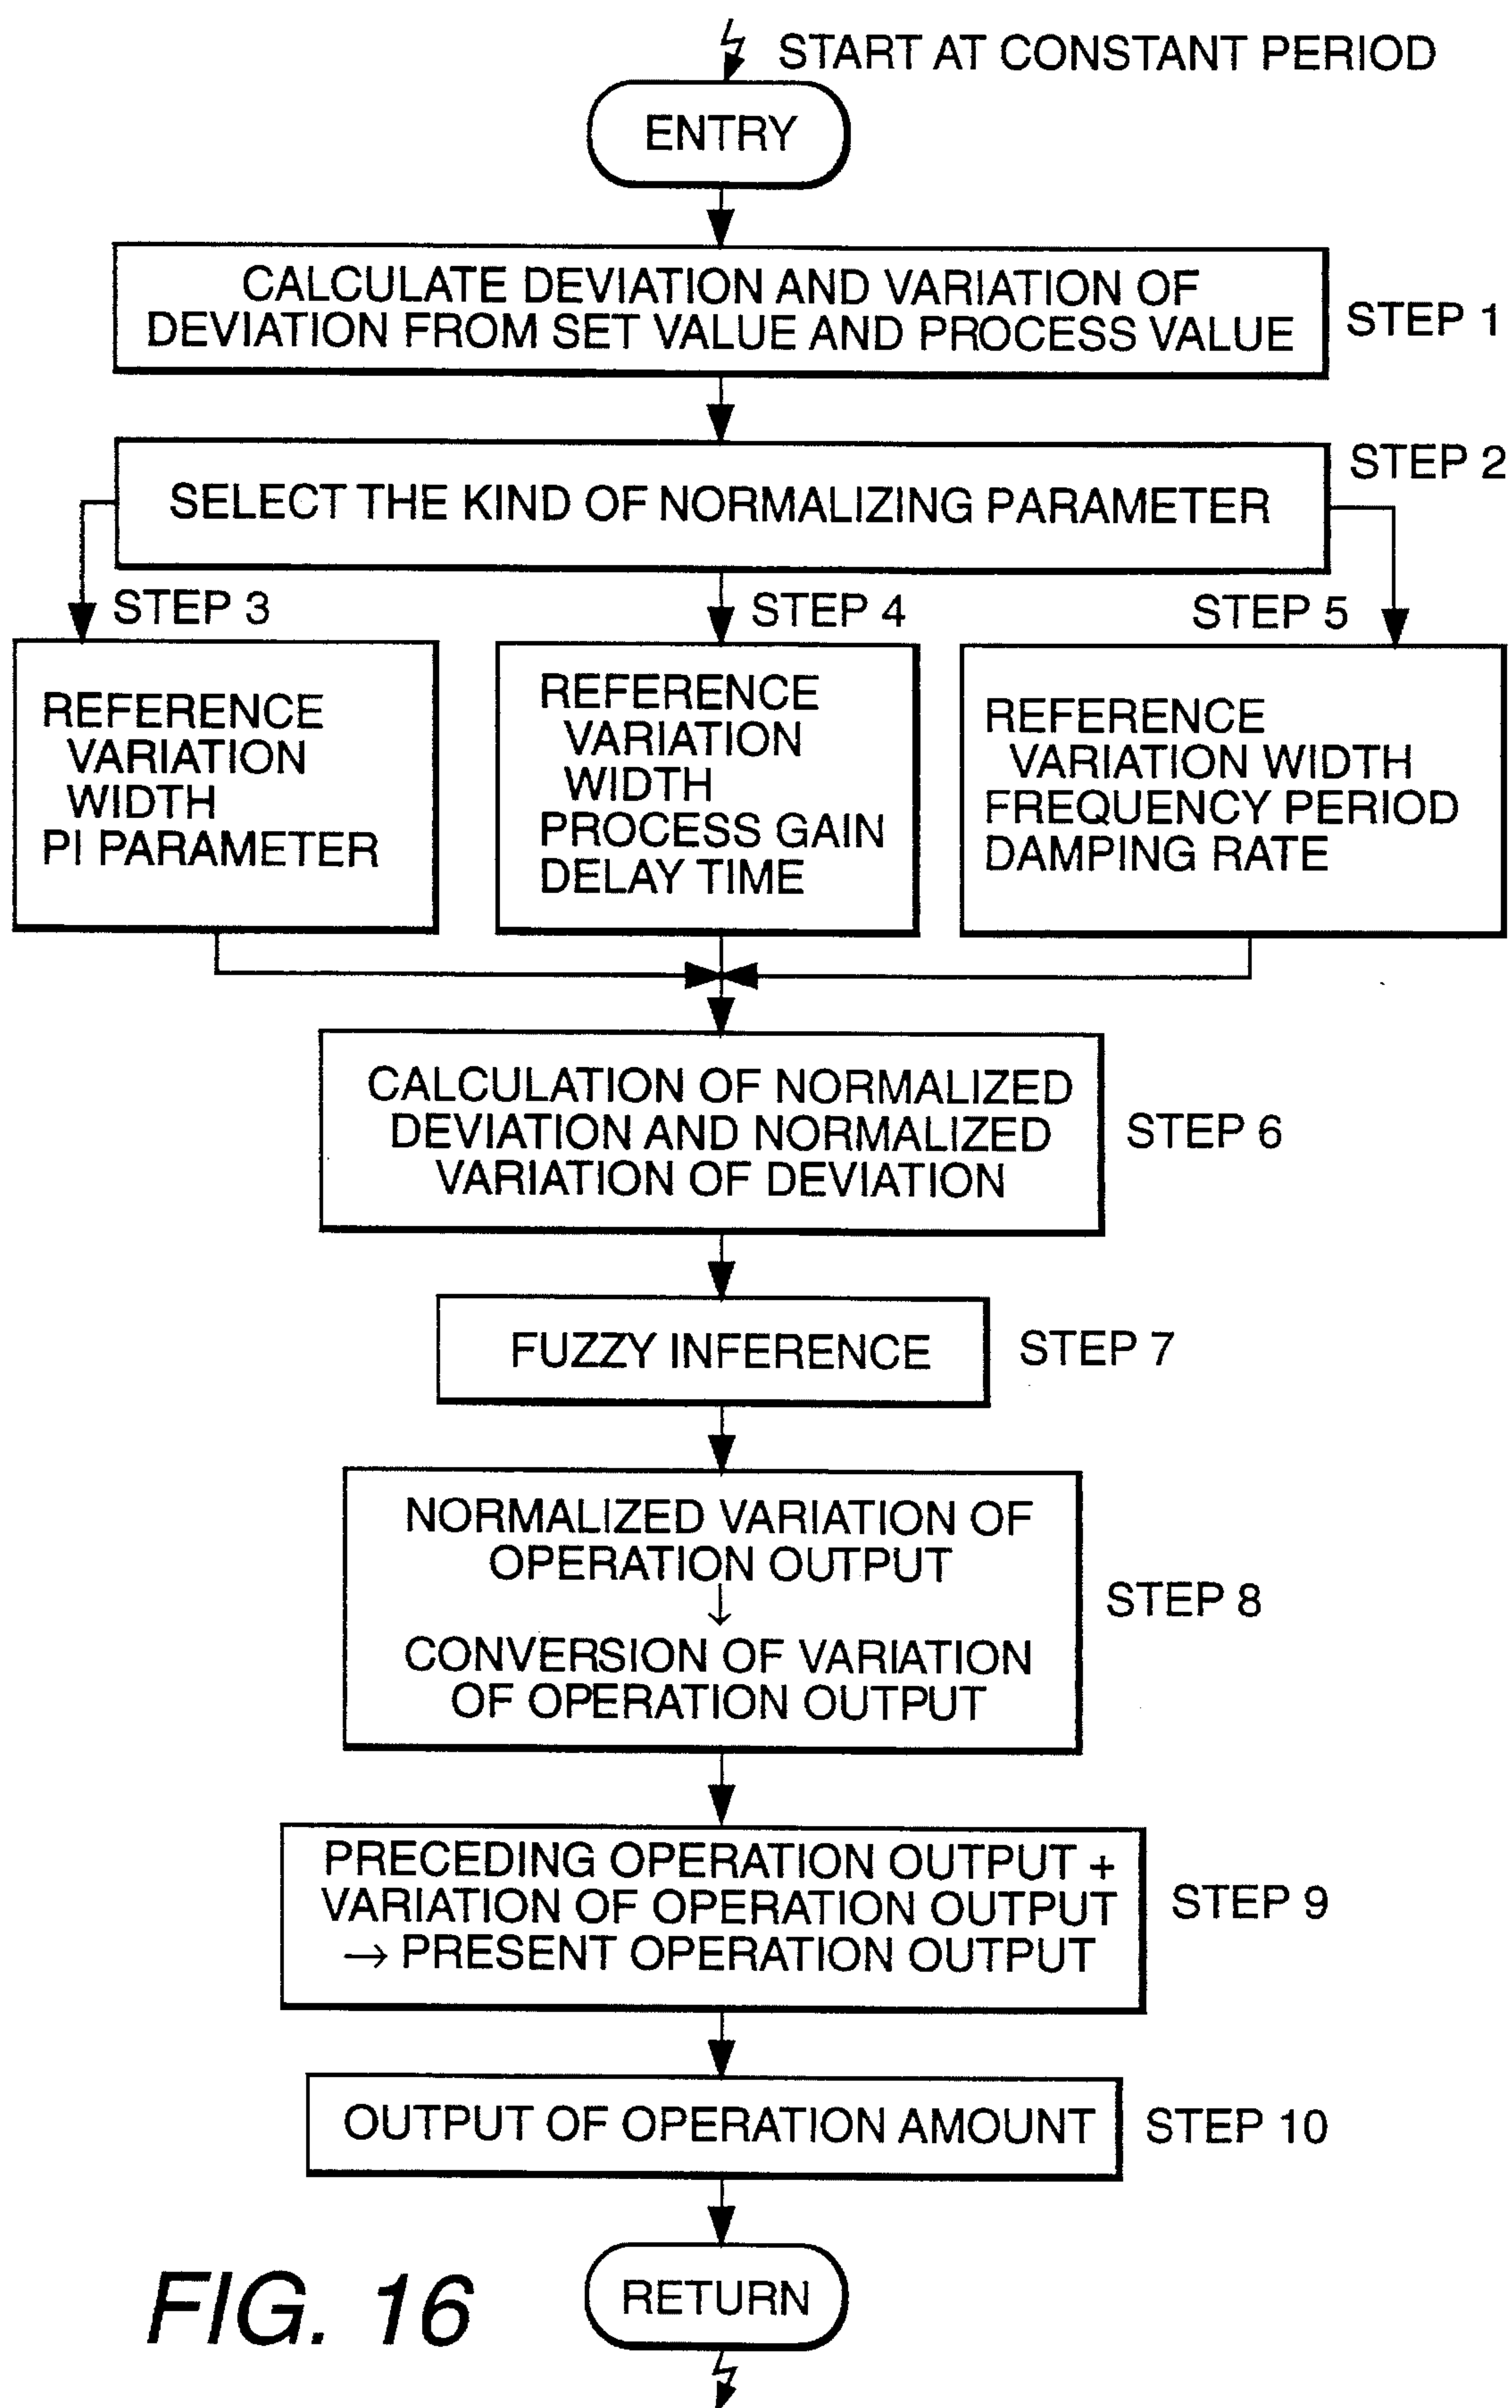 START AT CONSTANT PERIOD
ENTRY
CALCULATE DEVIATION AND VARIATION OF
DEVIATION FROM SET VALUE AND PROCESS VALUE
STEP 1
STEP 2
SELECT THE KIND OF NORMALIZING PARAMETER
STEP 3
REFERENCE
VARIATION
WIDTH
PI PARAMETER
STEP 4
REFERENCE
VARIATION
WIDTH
PROCESS GAIN
DELAY TIME
STEP 5
REFERENCE
VARIATION WIDTH
FREQUENCY PERIOD
DAMPING RATE
CALCULATION OF NORMALIZED
DEVIATION AND NORMALIZED
VARIATION OF DEVIATION
STEP 6
FUZZY INFERENCE
STEP 7
NORMALIZED VARIATION OF
OPERATION OUTPUT
↓
CONVERSION OF VARIATION
OF OPERATION OUTPUT
STEP 8
PRECEDING OPERATION OUTPUT +
VARIATION OF OPERATION OUTPUT
→ PRESENT OPERATION OUTPUT
STEP 9
OUTPUT OF OPERATION AMOUNT
STEP 10
RETURN
FIG. 16